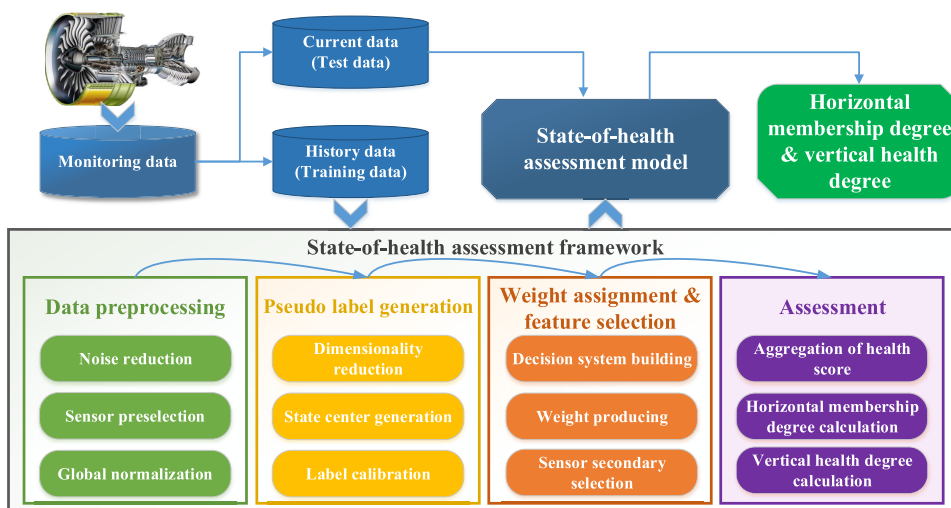 Current data
(Test data)
Monitoring data
History data
(Training data)
State-of-health
assessment model
Horizontal
membership degree
& vertical health
degree
State-of-health assessment framework
Data preprocessing
Noise reduction
Sensor preselection
Global normalization
Pseudo label generation
Dimensionality
reduction
State center generation
Label calibration
Weight assignment &
feature selection
Decision system building
Weight producing
Sensor secondary
selection
Assessment
Aggregation of health
score
Horizontal membership
degree calculation
Vertical health degree
calculation